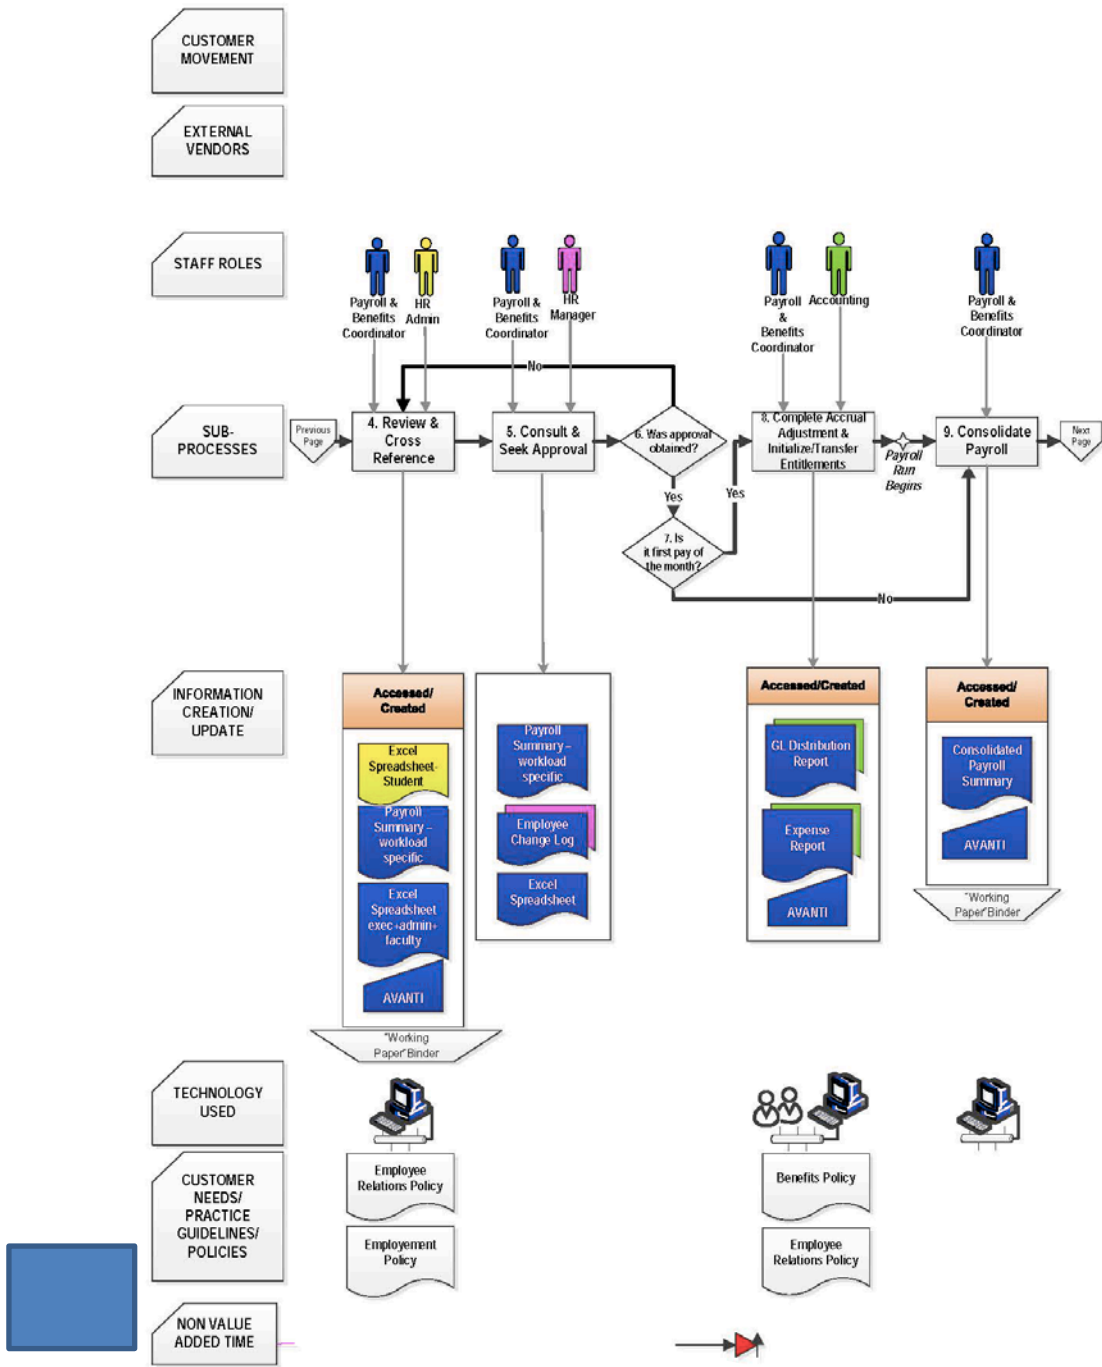 CUSTOMER
MOVEMENT
EXTERNAL
VENDORS
STAFF ROLES
Payroll &
Benefits
Coordinator
HR
Admin
Payroll &
Benefits
Coordinator
HR
Manager
Payroll
&
Benefits
Coordinator
Accounting
Payroll &
Benefits
Coordinator
No
SUB-
PROCESSES
Previous
Page
4. Review &
Cross
Reference
5. Consult &
Seek Approval
6. Was approval
obtained?
8. Complete Accrual
Adjustment &
Initialize/Transfer
Entitlements
Payroll
Run
Begins
9. Consolidate
Payroll
Next
Page
Yes
Yes
7. Is
it first pay of
the month?
No
INFORMATION
CREATION/
UPDATE
Accessed/
Created
Excel
Spreadsheet-
Student
Payroll
Summary –
workload
specific
Excel
Spreadsheet
exec+admin+
faculty
AVANTI
"Working
Paper"Binder
Payroll
Summary –
workload
specific
Employee
Change Log
Excel
Spreadsheet
Accessed/Created
GL Distribution
Report
Expense
Report
AVANTI
Accessed/
Created
Consolidated
Payroll
Summary
AVANTI
"Working
Paper"Binder
TECHNOLOGY
USED
CUSTOMER
NEEDS/
PRACTICE
GUIDELINES/
POLICIES
Employee
Relations Policy
Employement
Policy
Benefits Policy
Employee
Relations Policy
NON VALUE
ADDED TIME